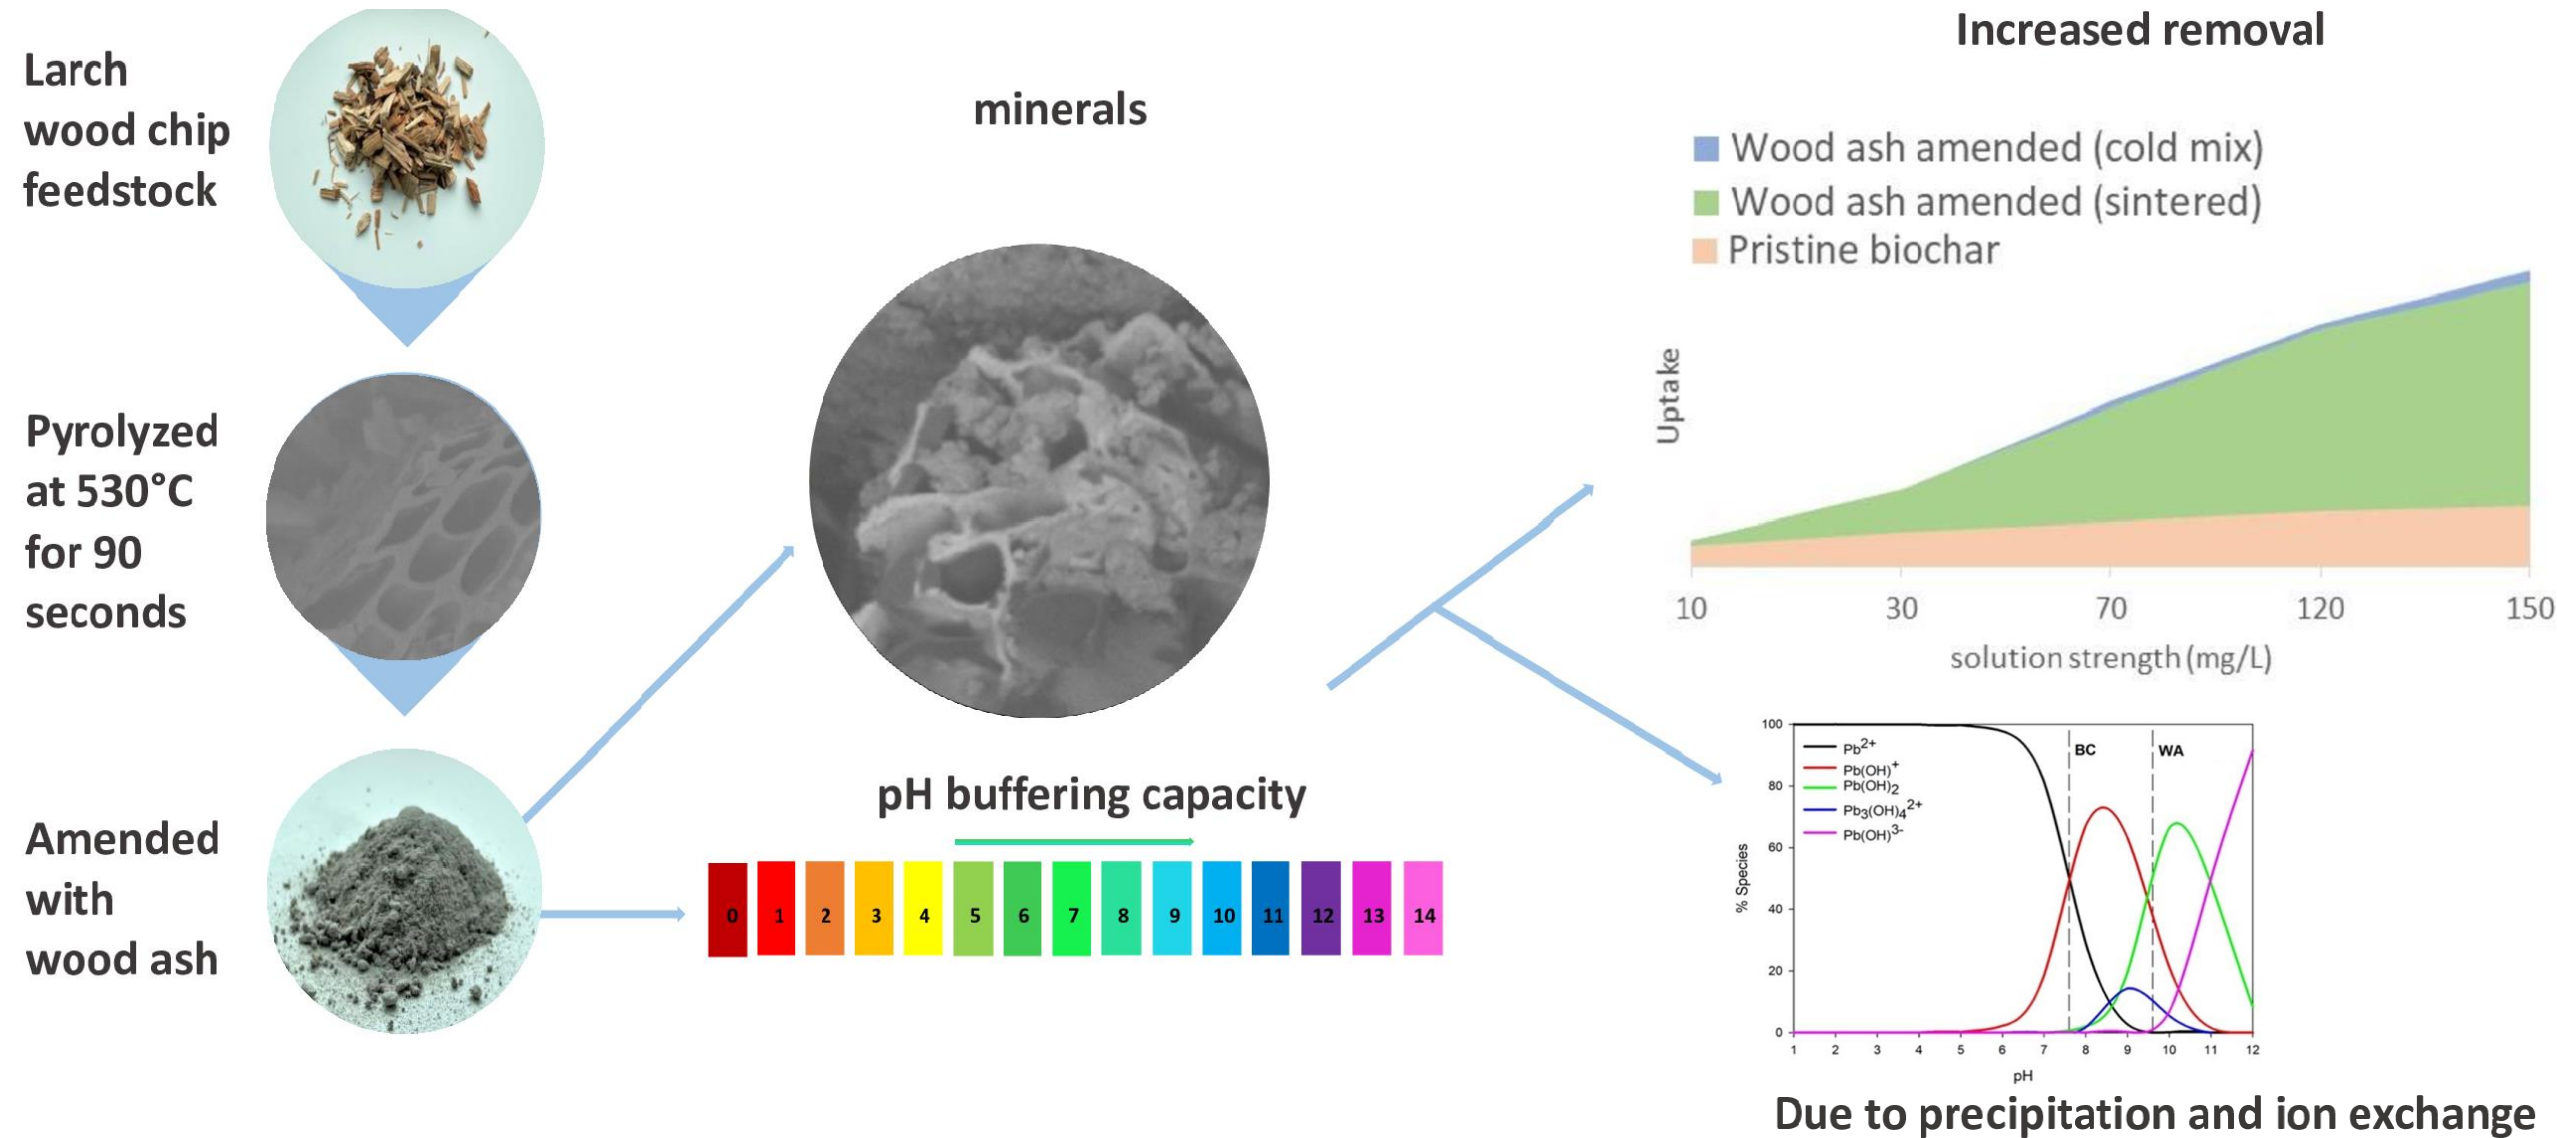 Larch
wood chip
feedstock
Pyrolyzed
at 530°C
for 90
seconds
Amended
with
wood ash
minerals
pH buffering capacity
0 1 2 3 4 5 6 7 8 9 10 11 12 13 14
Increased removal
Wood ash amended (cold mix)
Wood ash amended (sintered)
Pristine biochar
Uptake
10 30 70 120 150
solution strength (mg/L)
100
80
60
40
20
0
% Species
Pb²⁺
Pb(OH)⁺
Pb(OH)₂
Pb₃(OH)₄²⁺
Pb(OH)³⁻
BC
WA
1 2 3 4 5 6 7 8 9 10 11 12
pH
Due to precipitation and ion exchange